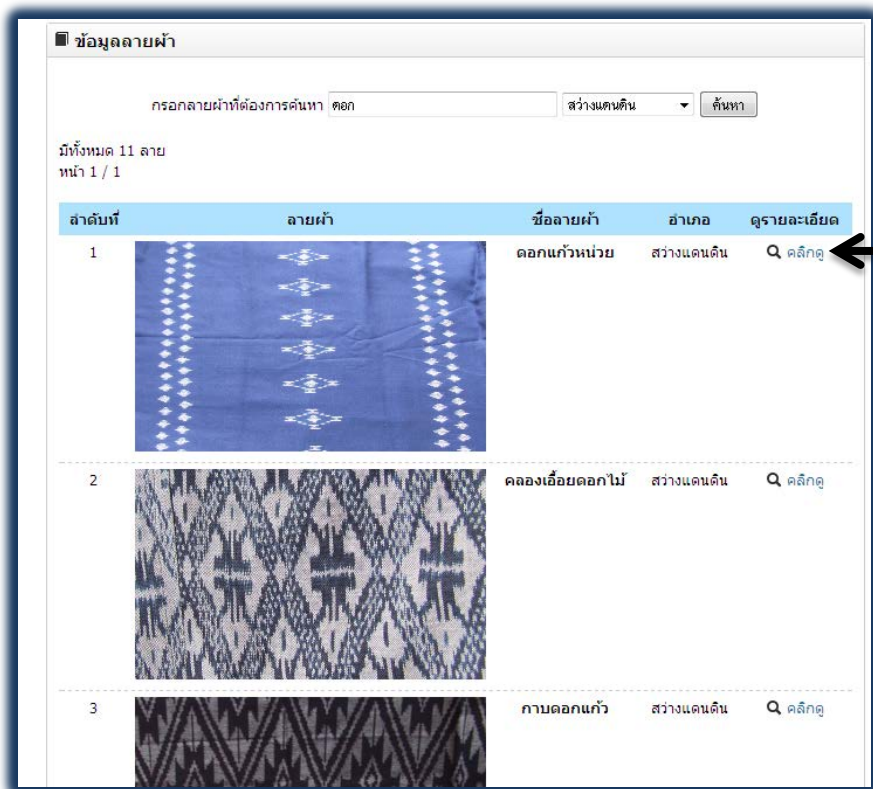 ข้อมูลลายผ้า
กรอกลายผ้าที่ต้องการค้นหา ดอก สว่างแดนดิน ค้นหา
มีทั้งหมด 11 ลาย
หน้า 1 / 1
ลำดับที่ ลายผ้า ชื่อลายผ้า อำเภอ ดูรายละเอียด
1 ดอกแก้วหน่วย สว่างแดนดิน คลิกดู
2 คลองเอื้อยดอกไม้ สว่างแดนดิน คลิกดู
3 กาบดอกแก้ว สว่างแดนดิน คลิกดู